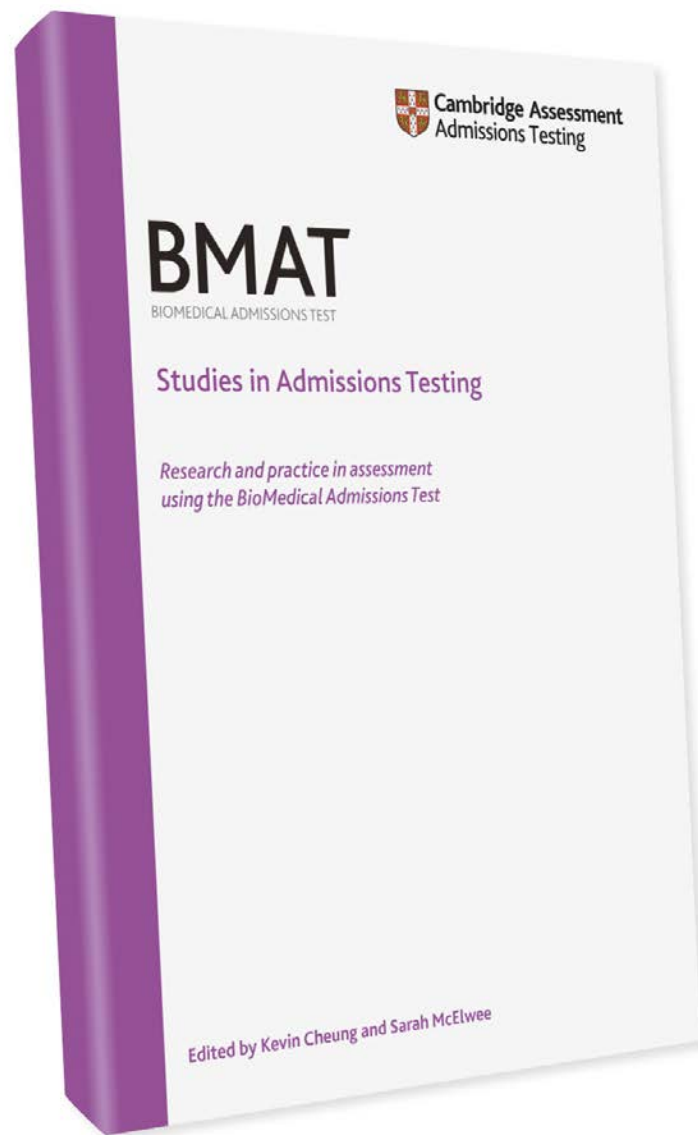 Cambridge Assessment
Admissions Testing
BMAT
BIOMEDICAL ADMISSIONS TEST
Studies in Admissions Testing
Research and practice in assessment
using the BioMedical Admissions Test
Edited by Kevin Cheung and Sarah McElwee